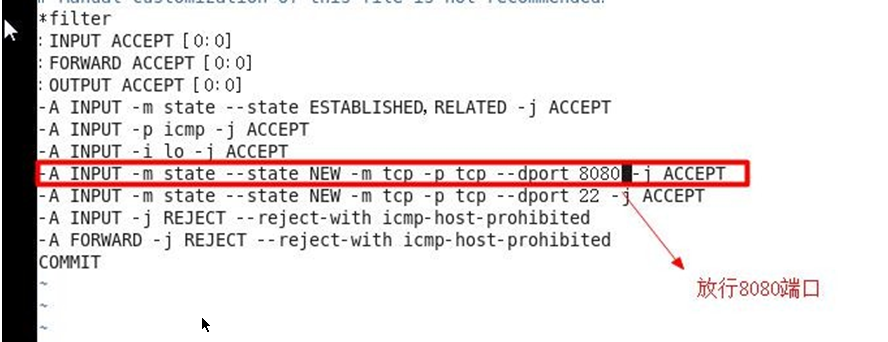 # Manual customization of this file is not recommended.
*filter
:INPUT ACCEPT [0:0]
:FORWARD ACCEPT [0:0]
:OUTPUT ACCEPT [0:0]
-A INPUT -m state --state ESTABLISHED,RELATED -j ACCEPT
-A INPUT -p icmp -j ACCEPT
-A INPUT -i lo -j ACCEPT
-A INPUT -m state --state NEW -m tcp -p tcp --dport 8080 -j ACCEPT
-A INPUT -m state --state NEW -m tcp -p tcp --dport 22 -j ACCEPT
-A INPUT -j REJECT --reject-with icmp-host-prohibited
-A FORWARD -j REJECT --reject-with icmp-host-prohibited
COMMIT
~
放行8080端口
~
~